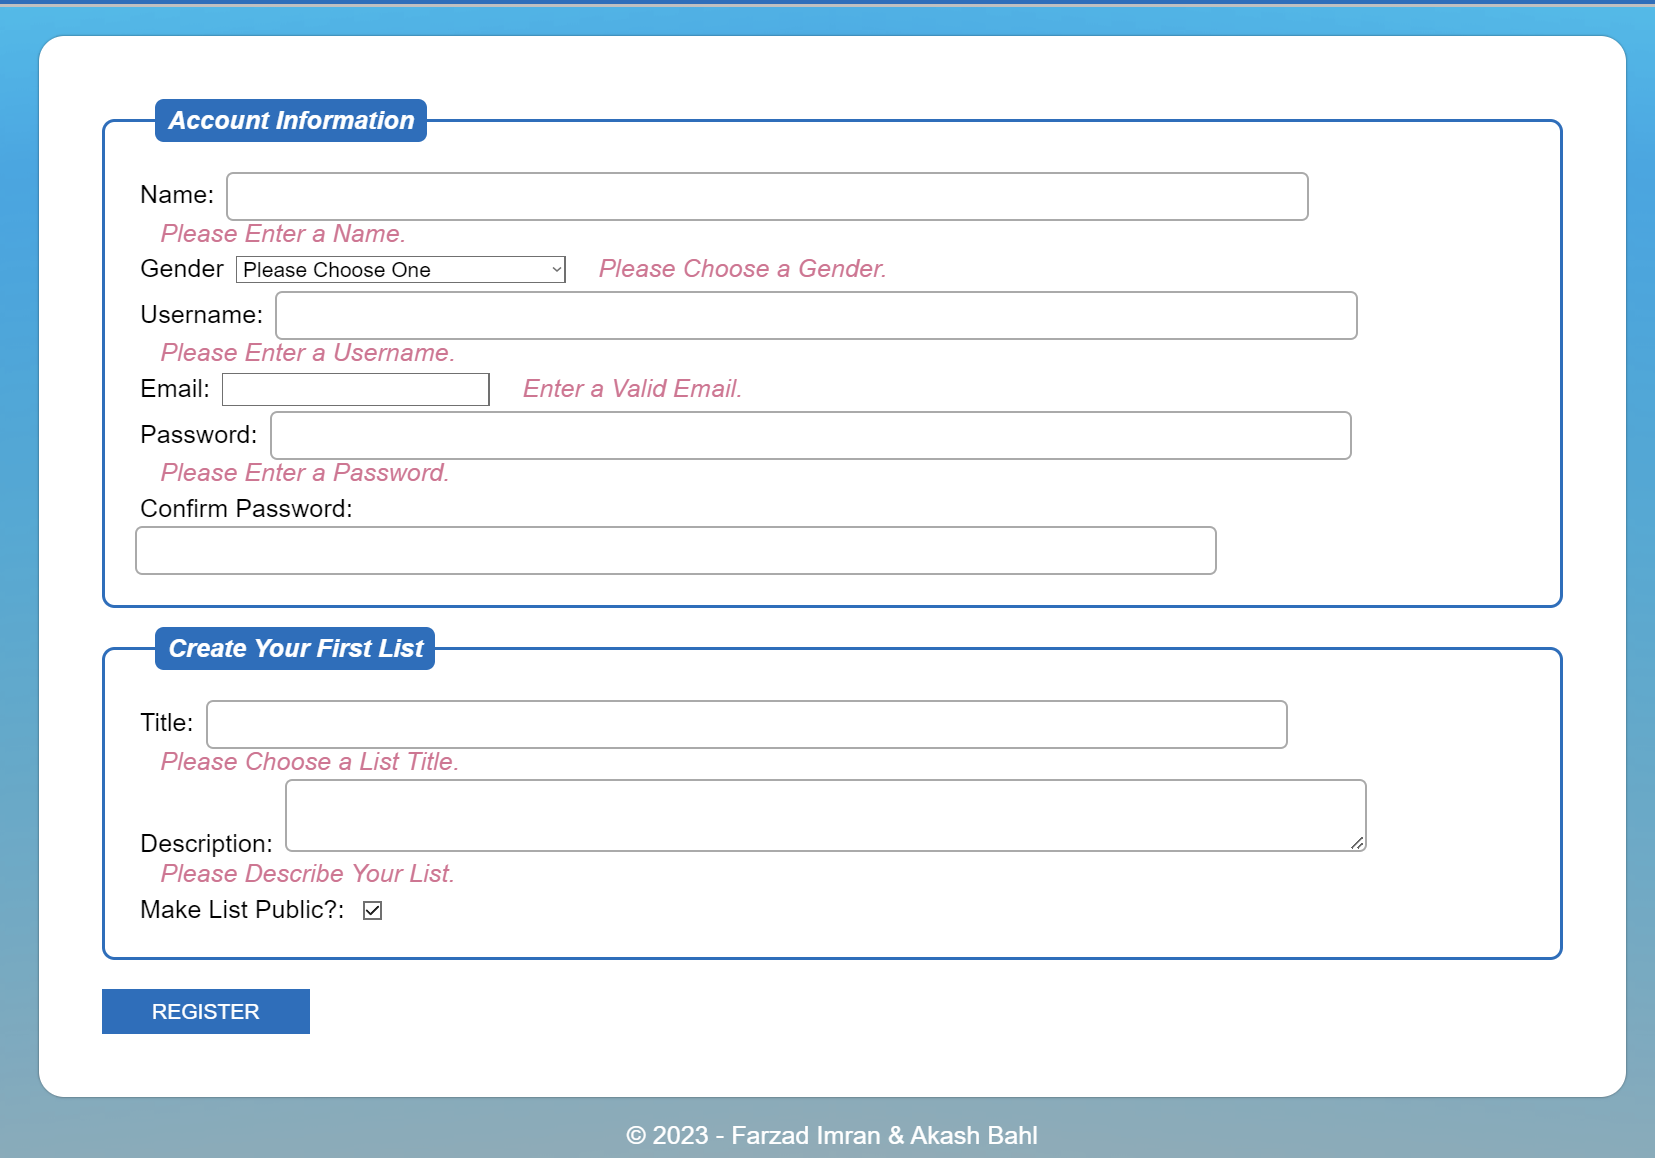 Account Information
Name:
Please Enter a Name.
Gender Please Choose One Please Choose a Gender.
Username:
Please Enter a Username.
Email: Enter a Valid Email.
Password:
Please Enter a Password.
Confirm Password:
Create Your First List
Title:
Please Choose a List Title.
Description:
Please Describe Your List.
Make List Public?:
REGISTER
© 2023 - Farzad Imran & Akash Bahl